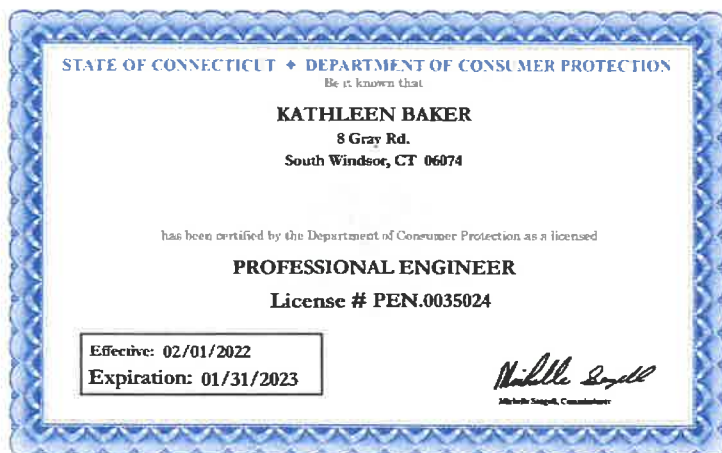 STATE OF CONNECTICUT ✦ DEPARTMENT OF CONSUMER PROTECTION
Be it known that
KATHLEEN BAKER
8 Gray Rd.
South Windsor, CT 06074
has been certified by the Department of Consumer Protection as a licensed
PROFESSIONAL ENGINEER
License # PEN.0035024
Effective: 02/01/2022
Expiration: 01/31/2023
Michelle Seagull
Michelle Seagull, Commissioner